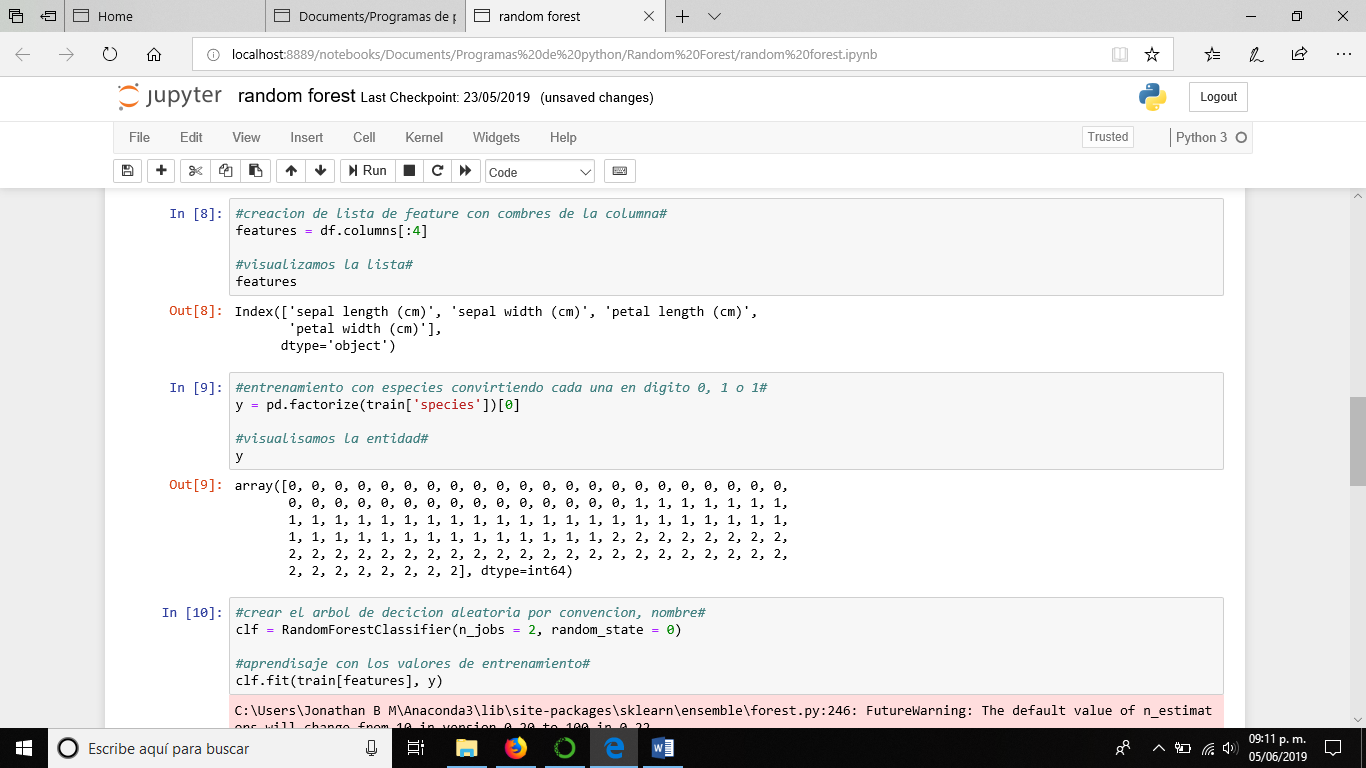 Home
Documents/Programas de p
random forest
localhost:8889/notebooks/Documents/Programas%20de%20python/Random%20Forest/random%20forest.ipynb
jupyter random forest Last Checkpoint: 23/05/2019 (unsaved changes)
Logout
File Edit View Insert Cell Kernel Widgets Help
Trusted
Python 3
Run
Code
In [8]: #creacion de lista de feature con combres de la columna#
features = df.columns[:4]
#visualizamos la lista#
features
Out[8]: Index(['sepal length (cm)', 'sepal width (cm)', 'petal length (cm)',
'petal width (cm)'],
dtype='object')
In [9]: #entrenamiento con especies convirtiendo cada una en digito 0, 1 o 1#
y = pd.factorize(train['species'])[0]
#visualisamos la entidad#
y
Out[9]: array([0, 0, 0, 0, 0, 0, 0, 0, 0, 0, 0, 0, 0, 0, 0, 0, 0, 0, 0, 0, 0, 0,
0, 0, 0, 0, 0, 0, 0, 0, 0, 0, 0, 0, 0, 0, 0, 1, 1, 1, 1, 1, 1, 1,
1, 1, 1, 1, 1, 1, 1, 1, 1, 1, 1, 1, 1, 1, 1, 1, 1, 1, 1, 1, 1, 1,
1, 1, 1, 1, 1, 1, 1, 1, 1, 1, 1, 1, 1, 1, 2, 2, 2, 2, 2, 2, 2, 2,
2, 2, 2, 2, 2, 2, 2, 2, 2, 2, 2, 2, 2, 2, 2, 2, 2, 2, 2, 2, 2, 2,
2, 2, 2, 2, 2, 2, 2, 2], dtype=int64)
In [10]: #crear el arbol de decicion aleatoria por convencion, nombre#
clf = RandomForestClassifier(n_jobs = 2, random_state = 0)
#aprendisaje con los valores de entrenamiento#
clf.fit(train[features], y)
C:\Users\Jonathan B M\Anaconda3\lib\site-packages\sklearn\ensemble\forest.py:246: FutureWarning: The default value of n_estimat
ors will change from 10 in version 0.20 to 100 in 0.22.
Escribe aquí para buscar
09:11 p. m.
05/06/2019